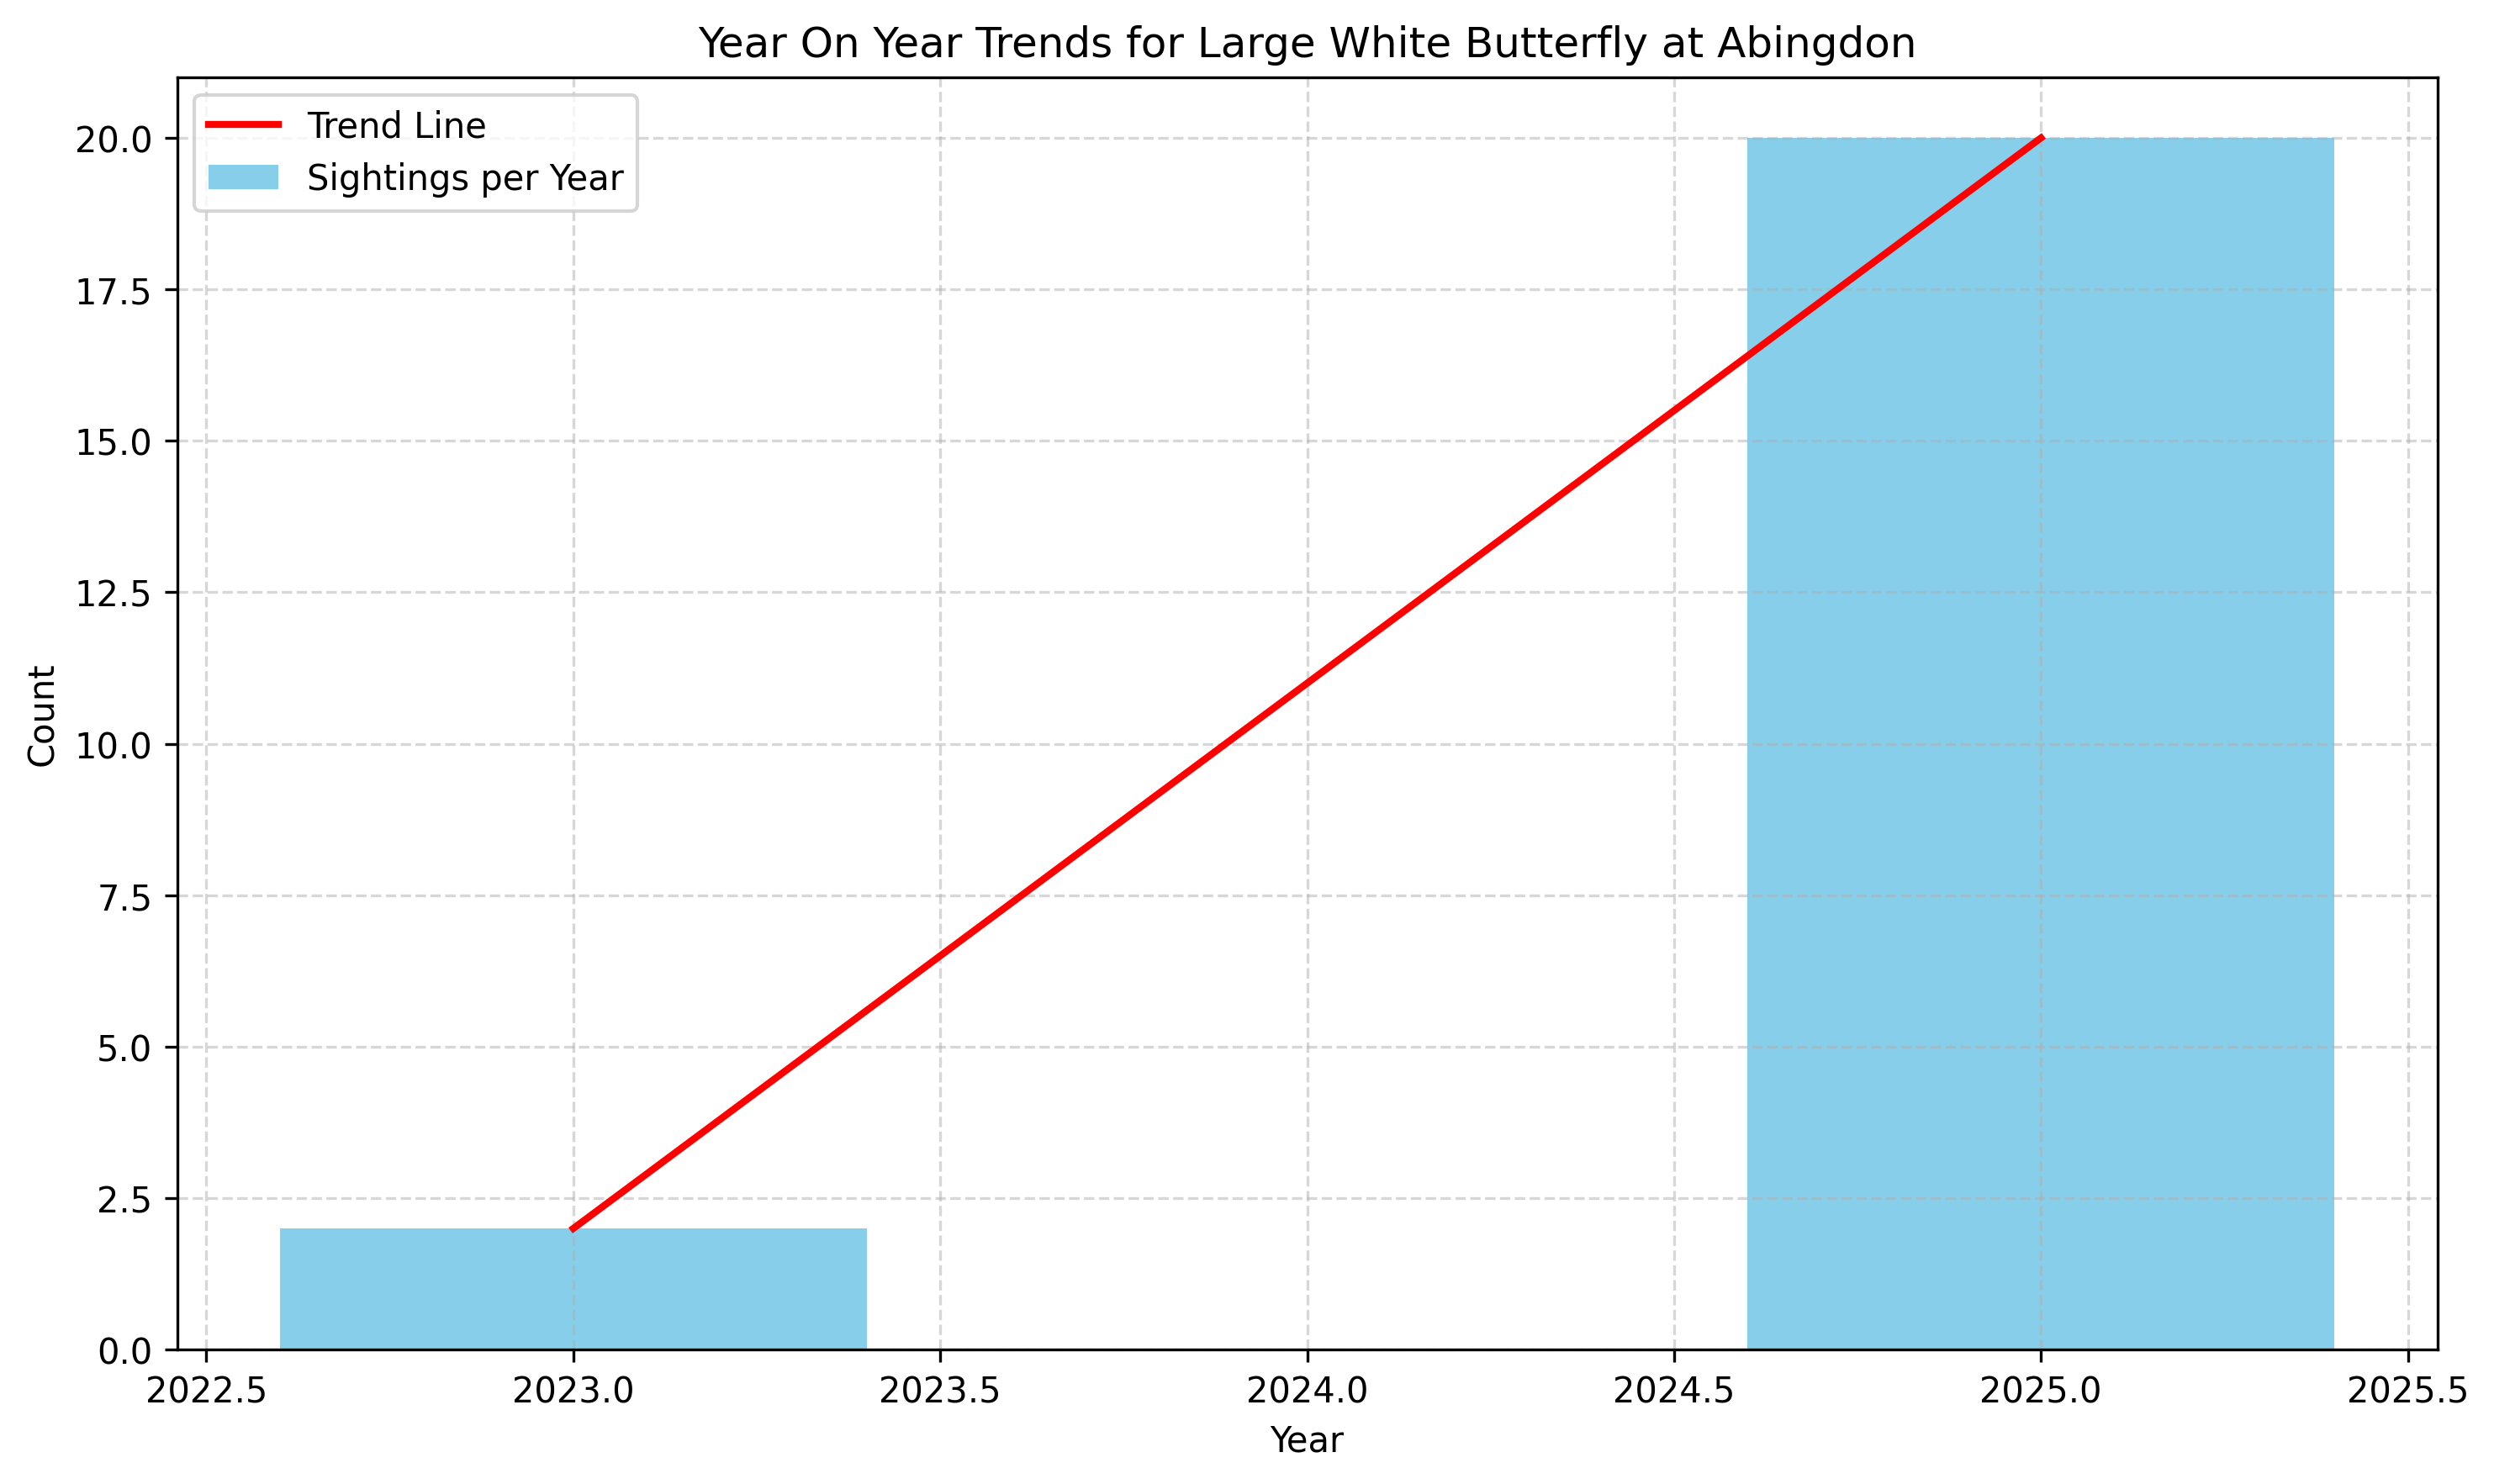 Year On Year Trends for Large White Butterfly at Abingdon
Trend Line
Sightings per Year
20.0
17.5
15.0
12.5
10.0
7.5
5.0
2.5
0.0
Count
2022.5 2023.0 2023.5 2024.0 2024.5 2025.0 2025.5
Year